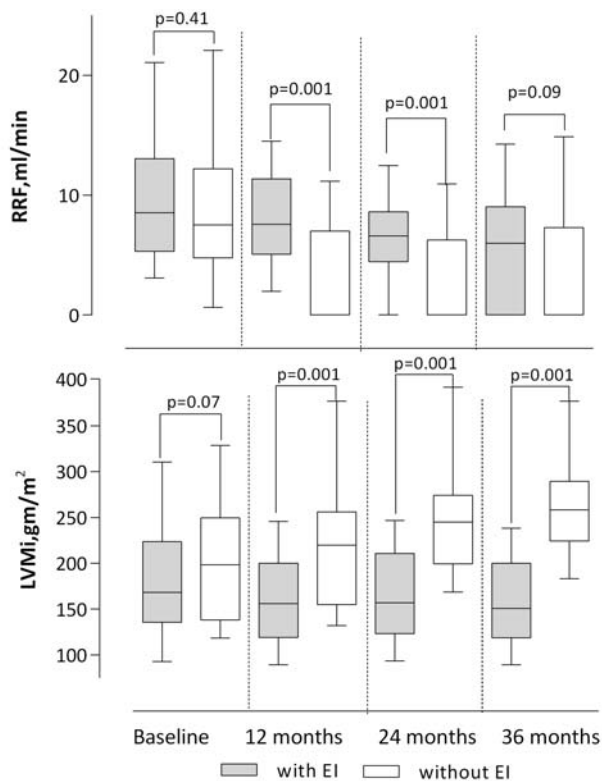 p=0.41
20
p=0.001
p=0.001
p=0.09
RRF,ml/min
10
0
400
p=0.07
p=0.001
p=0.001
p=0.001
350
300
LVMi,gm/m²
250
200
150
100
Baseline 12 months 24 months 36 months
with EI without EI